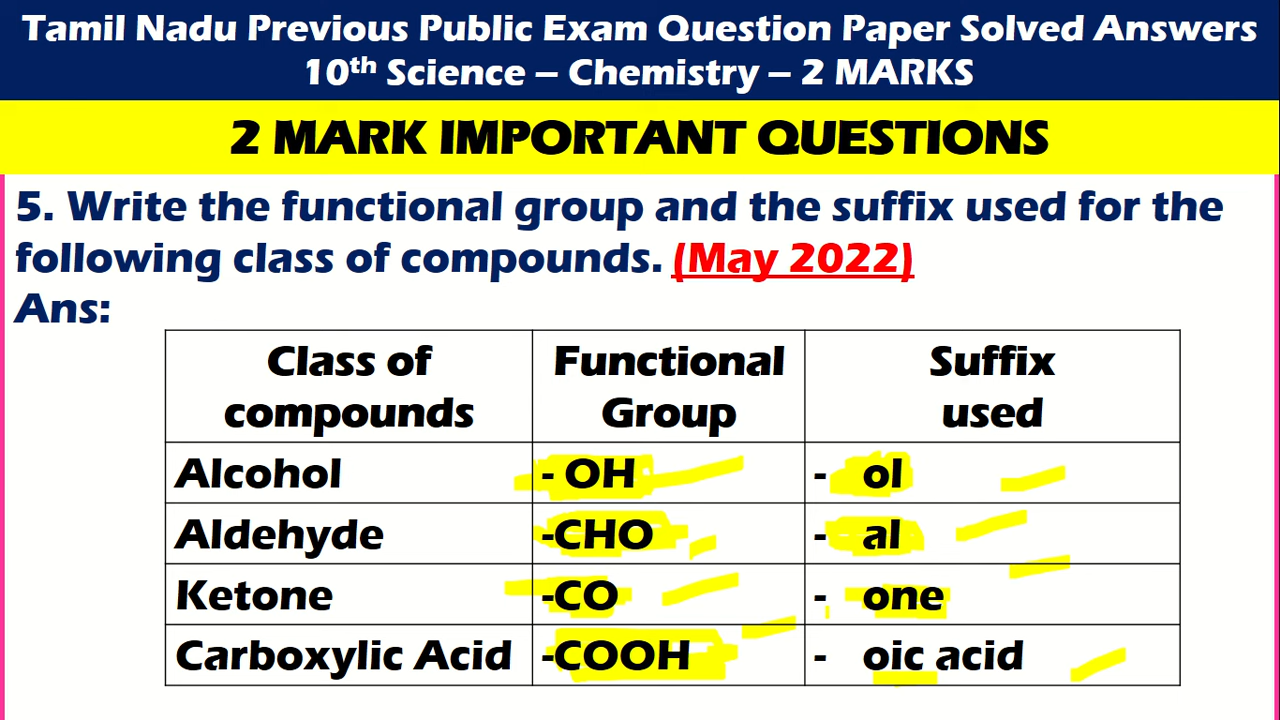 Tamil Nadu Previous Public Exam Question Paper Solved Answers
10th Science – Chemistry – 2 MARKS
2 MARK IMPORTANT QUESTIONS
5. Write the functional group and the suffix used for the
following class of compounds. (May 2022)
Ans:
Class of compounds Functional Group Suffix used
Alcohol - OH - ol
Aldehyde -CHO - al
Ketone -CO - one
Carboxylic Acid -COOH - oic acid